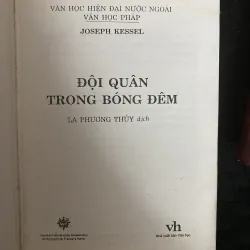 VĂN HỌC HIỆN ĐẠI NƯỚC NGOÀI
VĂN HỌC PHÁP
JOSEPH KESSEL
ĐỘI QUÂN
TRONG BÓNG ĐÊM
LA PHƯƠNG THỦY dịch
vh